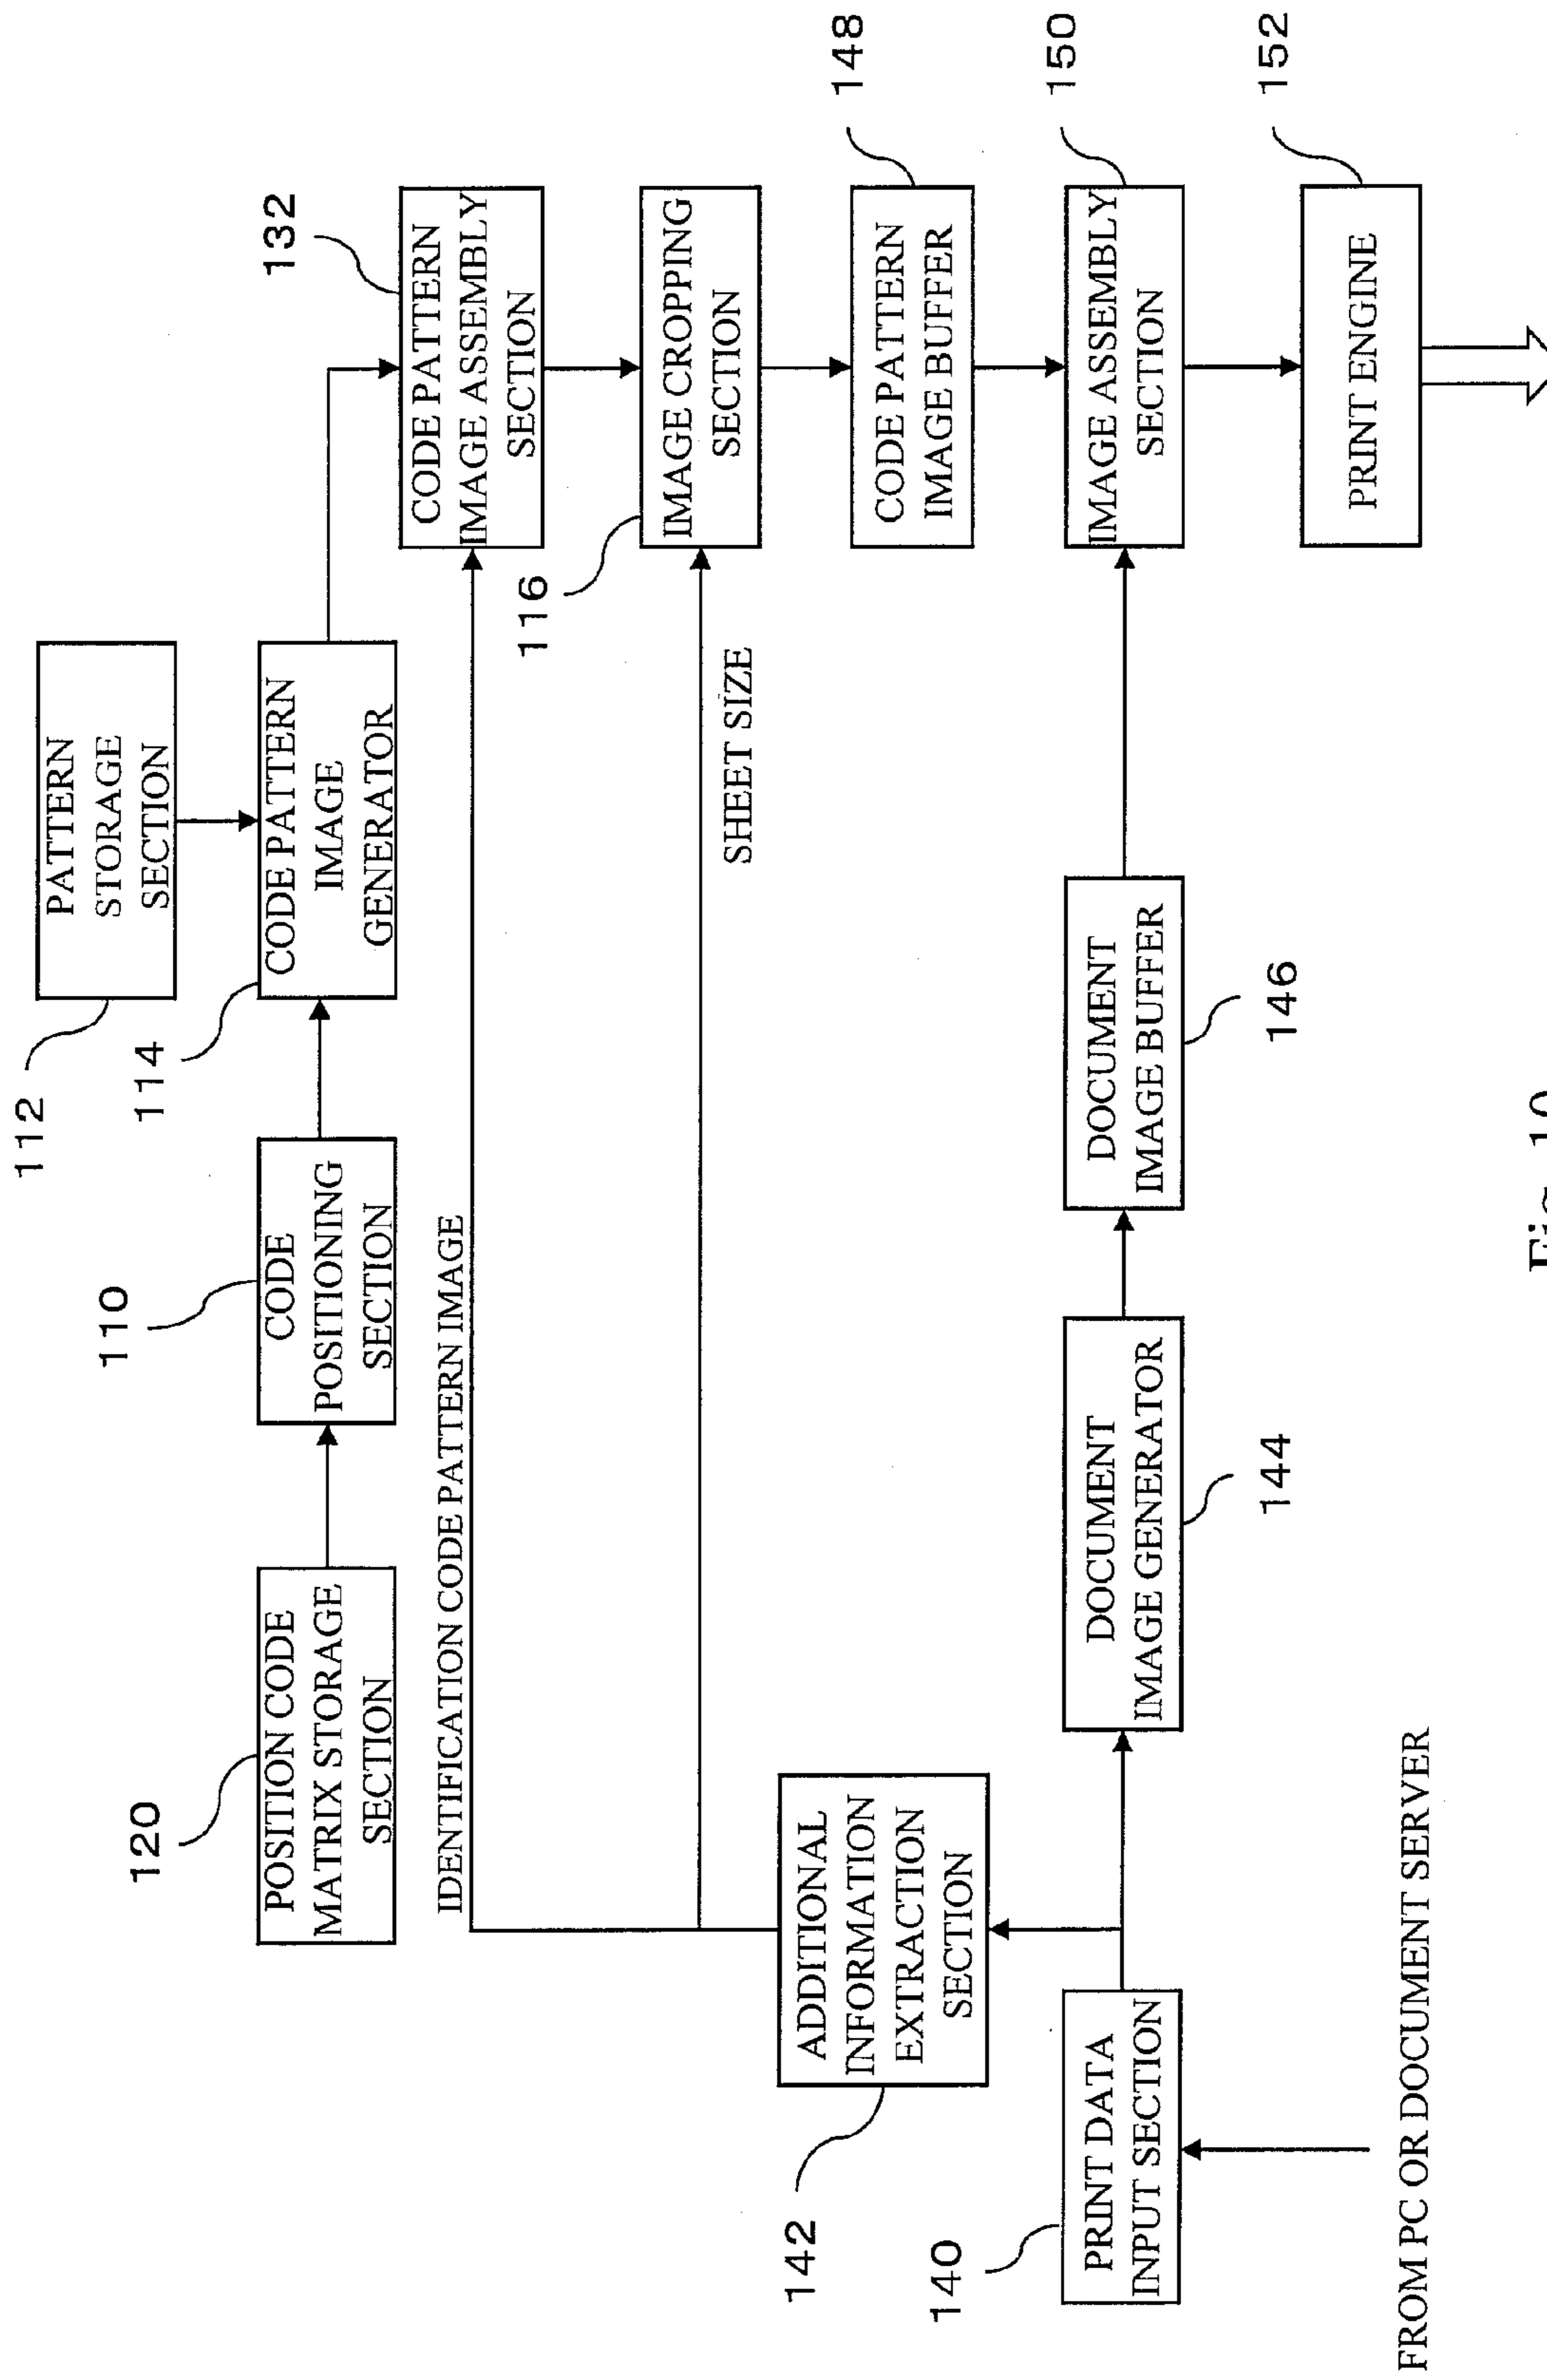 112
PATTERN
STORAGE
SECTION
120
POSITION CODE
MATRIX STORAGE
SECTION
110
CODE
POSITIONING
SECTION
114
CODE PATTERN
IMAGE
GENERATOR
132
CODE PATTERN
IMAGE ASSEMBLY
SECTION
IDENTIFICATION CODE PATTERN IMAGE
116
IMAGE CROPPING
SECTION
SHEET SIZE
142
ADDITIONAL
INFORMATION
EXTRACTION
SECTION
148
CODE PATTERN
IMAGE BUFFER
140
PRINT DATA
INPUT SECTION
144
DOCUMENT
IMAGE GENERATOR
146
DOCUMENT
IMAGE BUFFER
150
IMAGE ASSEMBLY
SECTION
152
PRINT ENGINE
FROM PC OR DOCUMENT SERVER